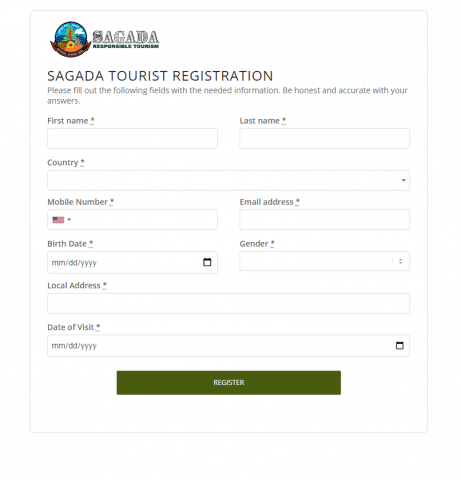 SAGADA
RESPONSIBLE TOURISM
SAGADA TOURIST REGISTRATION
Please fill out the following fields with the needed information. Be honest and accurate with your
answers.
First name *
Last name *
Country *
Mobile Number *
Email address *
Birth Date *
Gender *
mm/dd/yyyy
Local Address *
Date of Visit *
mm/dd/yyyy
REGISTER